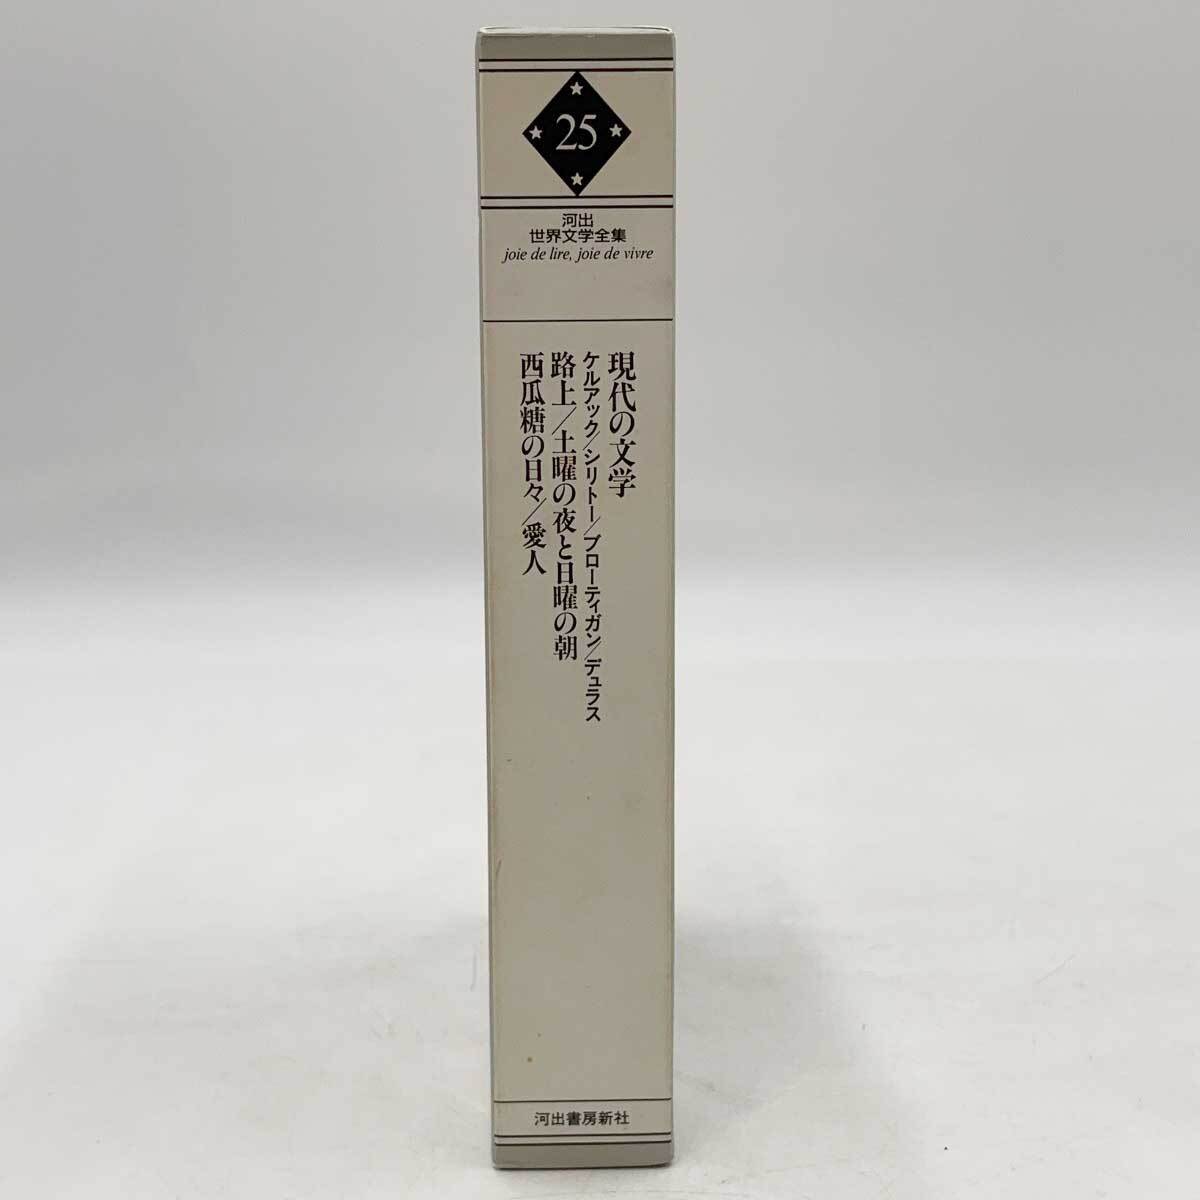 25
河出
世界文学全集
joie de lire, joie de vivre
現代の文学
ケルアック/シリトー/ブローティガン/デュラス
路上/土曜の夜と日曜の朝
西瓜糖の日々/愛人
河出書房新社